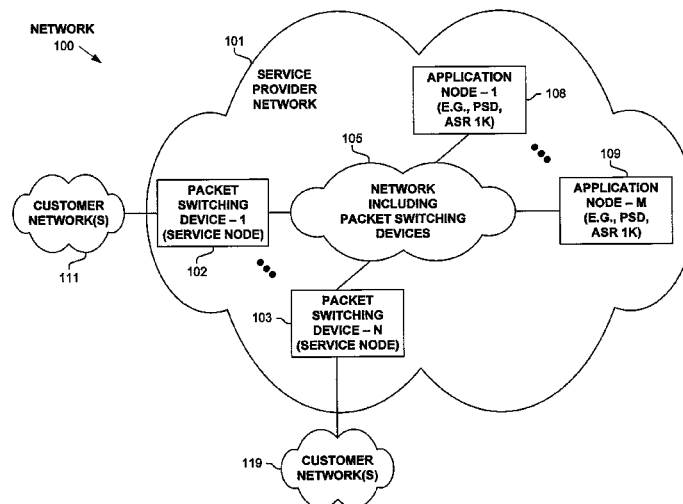 NETWORK
100
101
SERVICE
PROVIDER
NETWORK
APPLICATION
NODE – 1
(E.G., PSD,
ASR 1K)
108
105
109
NETWORK
INCLUDING
PACKET SWITCHING
DEVICES
APPLICATION
NODE – M
(E.G., PSD,
ASR 1K)
CUSTOMER
NETWORK(S)
111
PACKET
SWITCHING
DEVICE – 1
(SERVICE NODE)
102
103
PACKET
SWITCHING
DEVICE – N
(SERVICE NODE)
119
CUSTOMER
NETWORK(S)